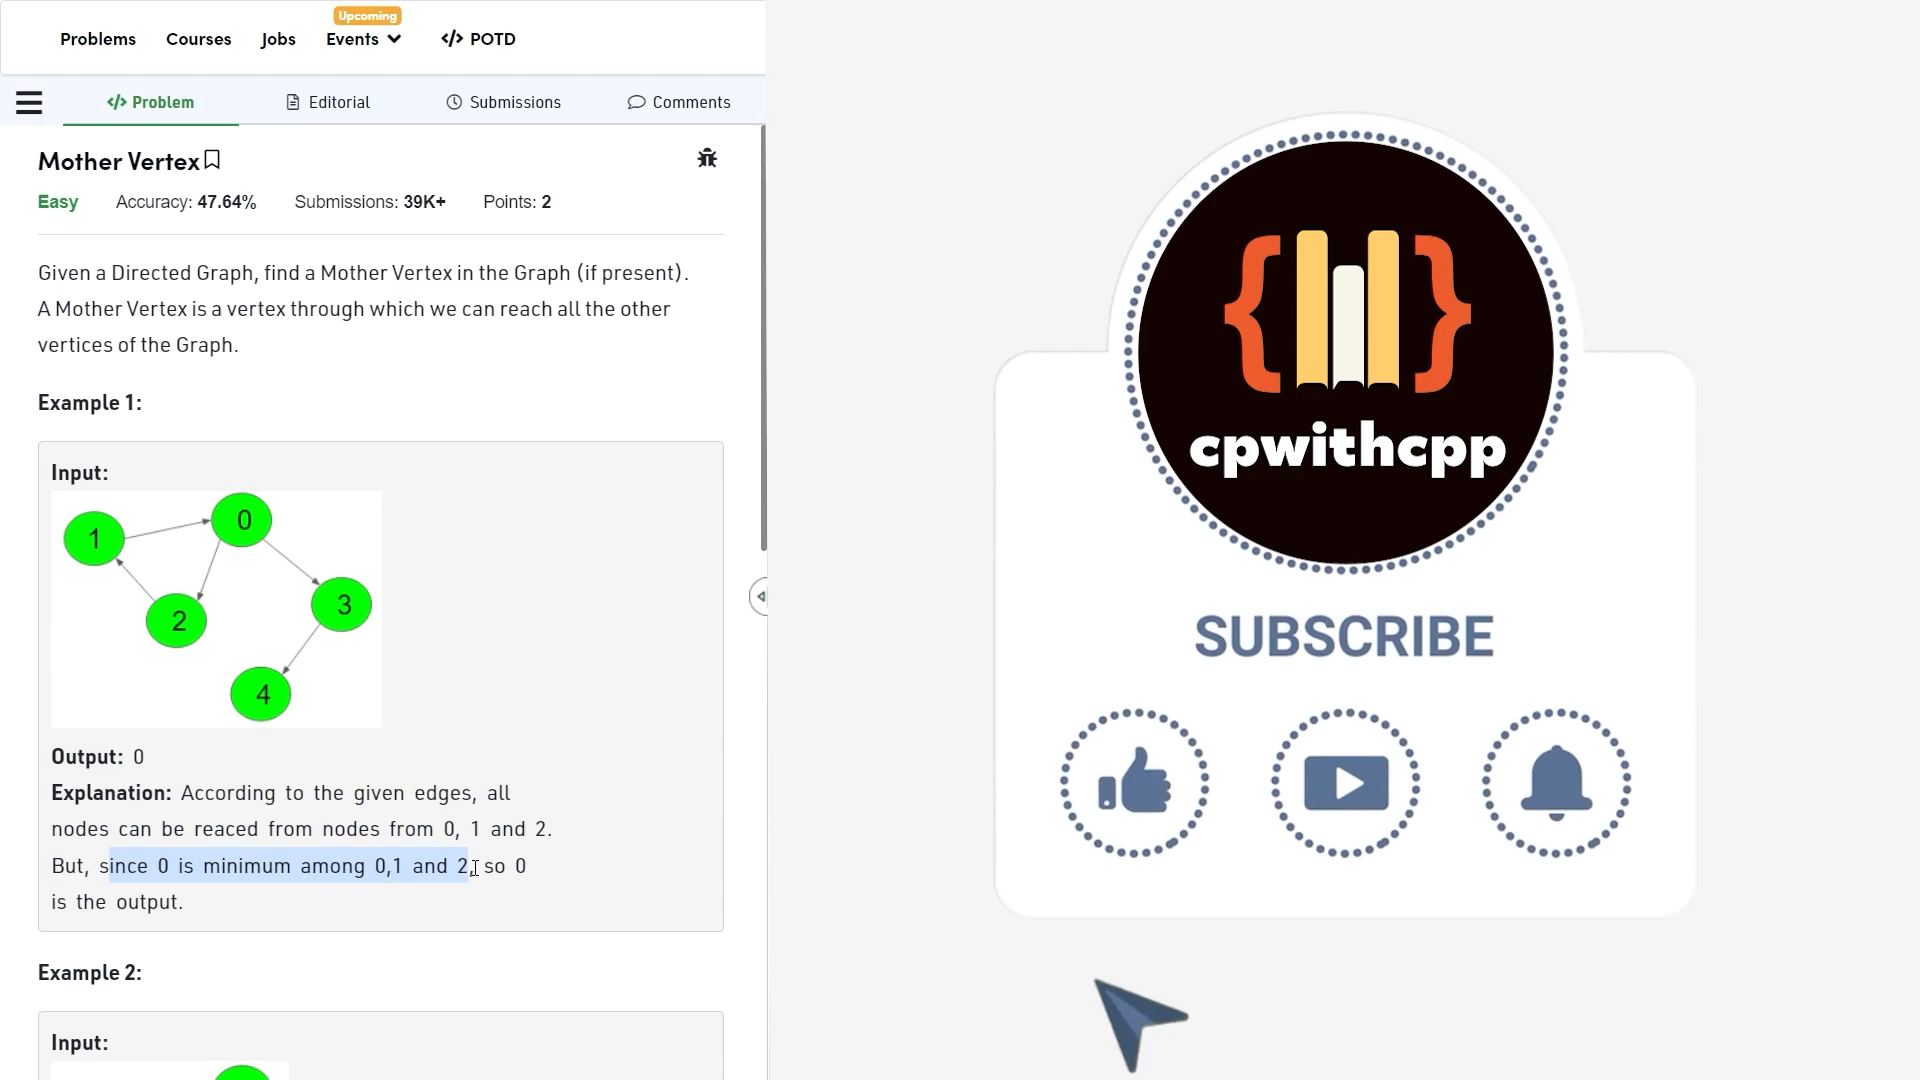 Upcoming
Problems Courses Jobs Events </> POTD
</> Problem Editorial Submissions Comments
Mother Vertex
Easy Accuracy: 47.64% Submissions: 39K+ Points: 2
Given a Directed Graph, find a Mother Vertex in the Graph (if present).
A Mother Vertex is a vertex through which we can reach all the other
vertices of the Graph.
Example 1:
Input:
0
1
3
2
4
Output: 0
Explanation: According to the given edges, all
nodes can be reaced from nodes from 0, 1 and 2.
But, since 0 is minimum among 0,1 and 2, so 0
is the output.
Example 2:
Input:
{ }
cpwithcpp
SUBSCRIBE